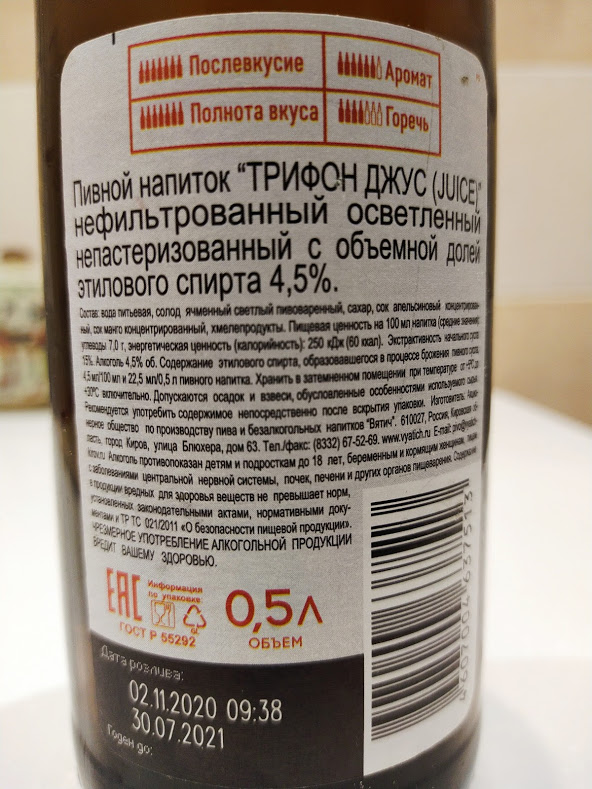 Послевкусие
Аромат
Полнота вкуса
Горечь
Пивной напиток "ТРИФОН ДЖУС (JUICE)"
нефильтрованный осветленный
непастеризованный с объемной долей
этилового спирта 4,5%.
Состав: вода питьевая, солод ячменный светлый пивоваренный, сахар, сок апельсиновый концентрирован-
ный, сок манго концентрированный, хмелепродукты. Пищевая ценность на 100 мл напитка (средние значения):
углеводы 7,0 г, энергетическая ценность (калорийность): 250 кДж (60 ккал). Экстрактивность начального сусла
15%. Алкоголь 4,5% об. Содержание этилового спирта, образовавшегося в процессе брожения пивного сусла,
4,5 мл/100 мл и 22,5 мл/0,5 л пивного напитка. Хранить в затемненном помещении при температуре от +5°C до
+30°C включительно. Допускаются осадок и взвеси, обусловленные особенностями используемого сырья.
Рекомендуется употребить содержимое непосредственно после вскрытия упаковки. Изготовитель: Акцио-
нерное общество по производству пива и безалкогольных напитков "Вятич". 610027, Россия, Кировская об-
ласть, город Киров, улица Блюхера, дом 63. Тел./факс: (8332) 67-52-69. www.vyatich.ru E-mail:
Алкоголь противопоказан детям и подросткам до 18 лет, беременным и кормящим женщинам, лицам
с заболеваниями центральной нервной системы, почек, печени и других органов пищеварения. Содержание
в продукции вредных для здоровья веществ не превышает норм,
установленных законодательными актами, нормативными доку-
ментами и ТР ТС 021/2011 «О безопасности пищевой продукции».
ЧРЕЗМЕРНОЕ УПОТРЕБЛЕНИЕ АЛКОГОЛЬНОЙ ПРОДУКЦИИ
ВРЕДИТ ВАШЕМУ ЗДОРОВЬЮ.
EAC
Информация
по упаковке:
GL
ГОСТ Р 55292
0,5л
ОБЪЕМ
Дата розлива:
02.11.2020 09:38
30.07.2021
Годен до:
4607004637513